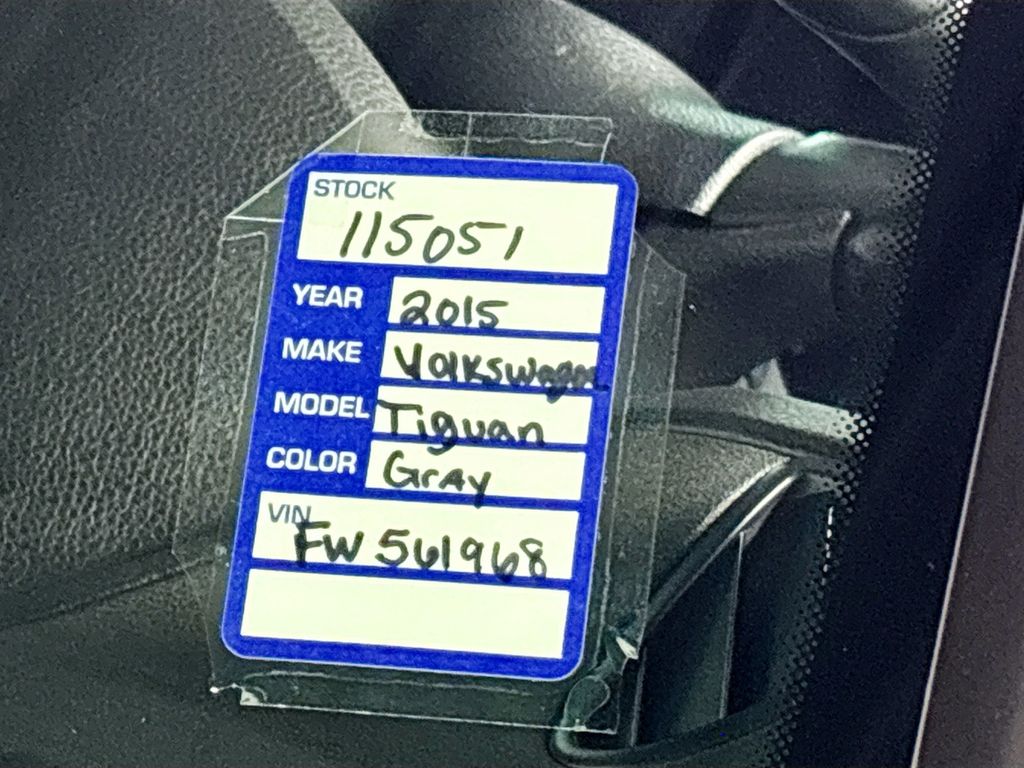 STOCK
115051
YEAR 2015
MAKE Volkswagen
MODEL Tiguan
COLOR Gray
VIN
FW561968